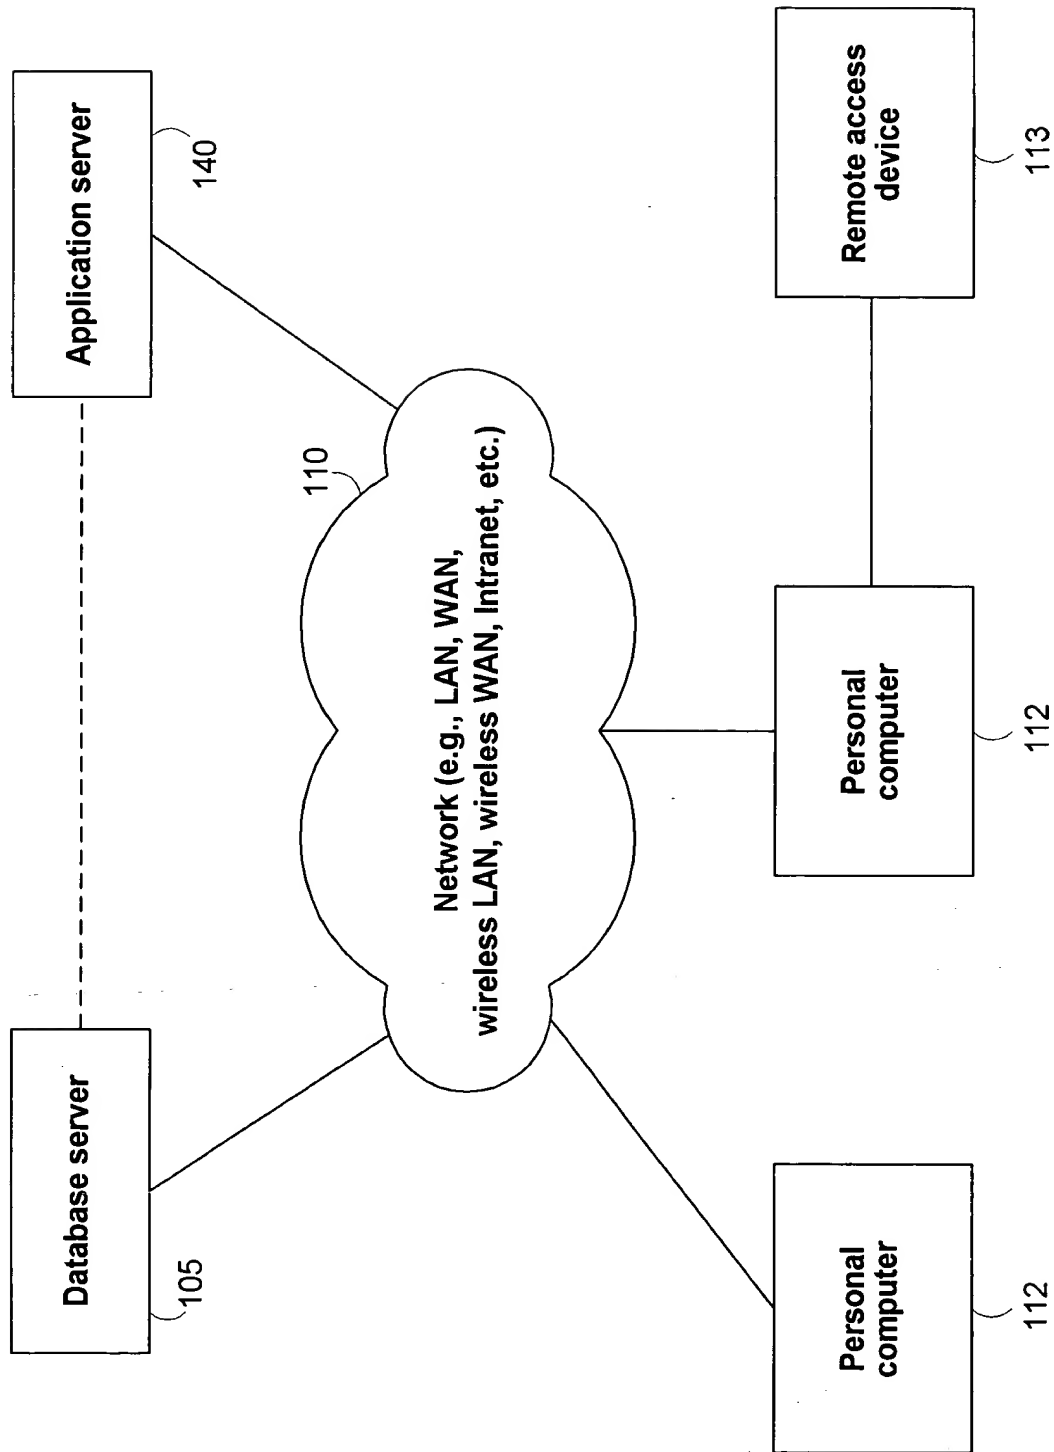 Database server
105
Application server
140
110
Network (e.g., LAN, WAN,
wireless LAN, wireless WAN, Intranet, etc.)
Personal
computer
112
Personal
computer
112
Remote access
device
113